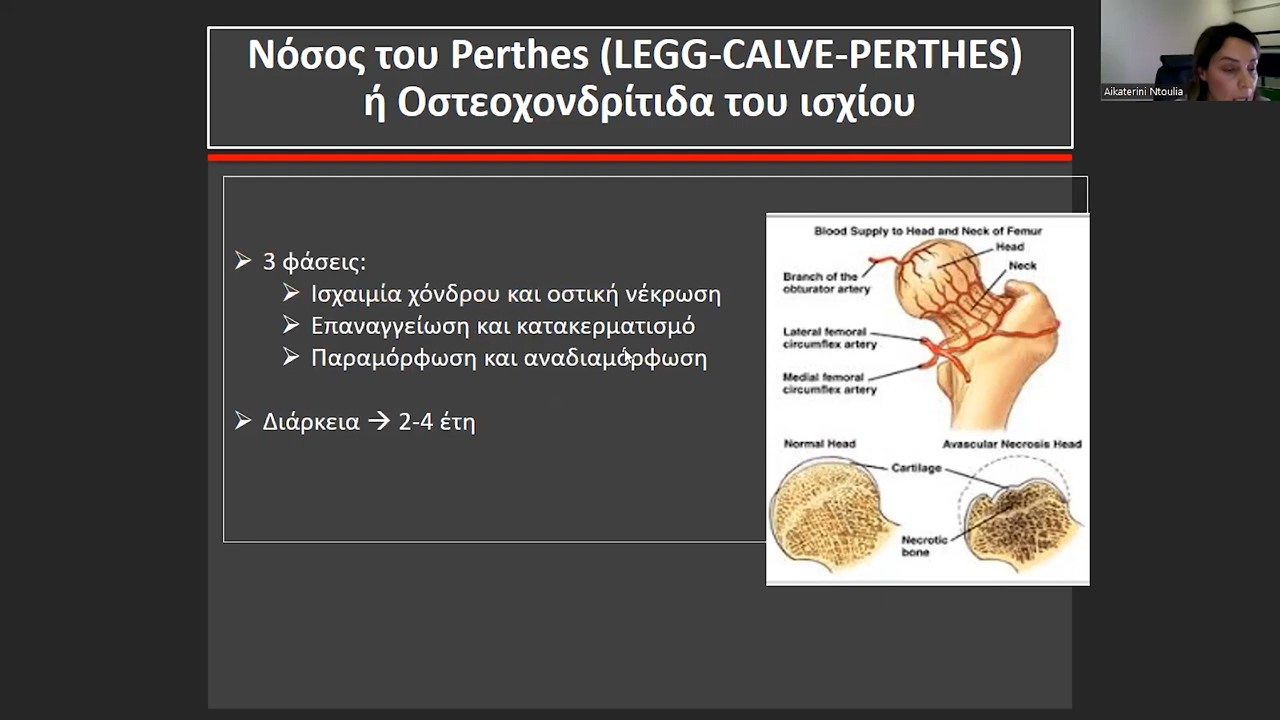 Νόσος του Perthes (LEGG-CALVE-PERTHES)
ή Οστεοχονδρίτιδα του ισχίου
Aikaterini Ntoulia
3 φάσεις:
Ισχαιμία χόνδρου και οστική νέκρωση
Επαναγγείωση και κατακερματισμό
Παραμόρφωση και αναδιαμόρφωση
Διάρκεια → 2-4 έτη
Blood Supply to Head and Neck of Femur
Head
Neck
Branch of the
obturator artery
Lateral femoral
circumflex artery
Medial femoral
circumflex artery
Normal Head
Avascular Necrosis Head
Cartilage
Necrotic
bone